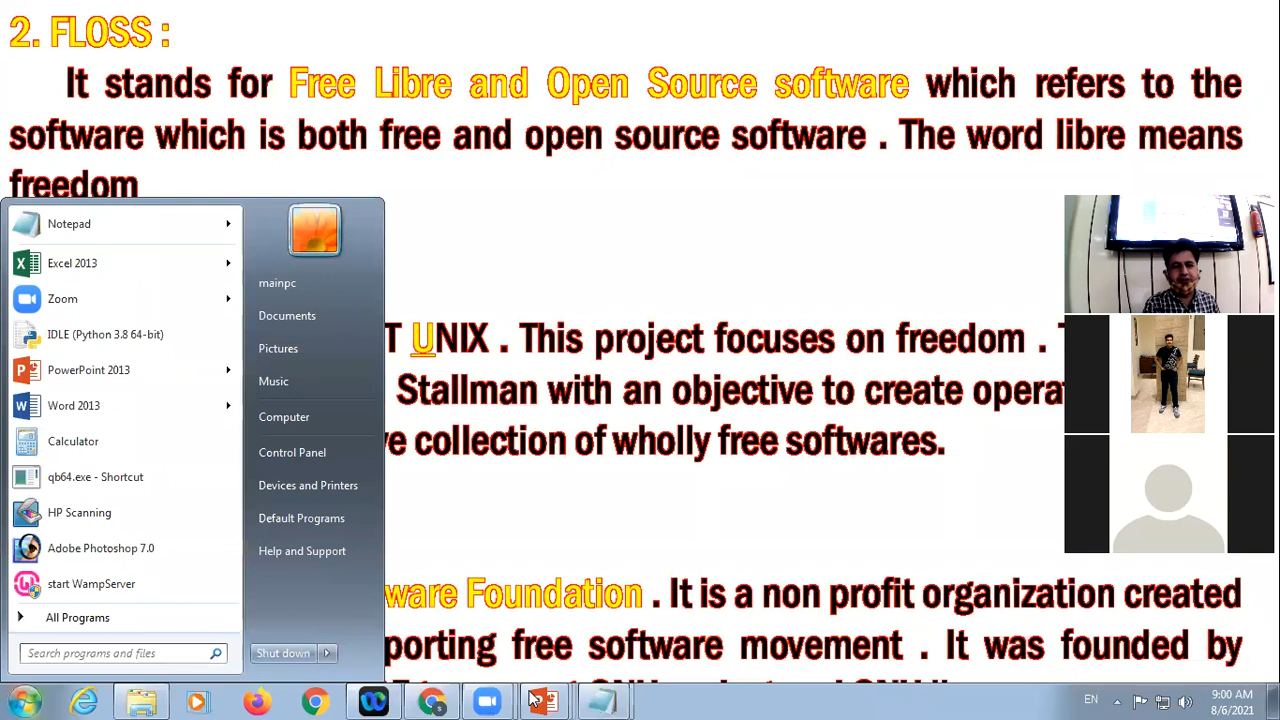 2. FLOSS :
It stands for Free Libre and Open Source software which refers to the
software which is both free and open source software . The word libre means
freedom
UNIX . This project focuses on freedom .
Stallman with an objective to create
collection of wholly free softwares.
Foundation . It is a non profit organization created
free software movement . It was founded by
Notepad
Excel 2013
Zoom
IDLE (Python 3.8 64-bit)
PowerPoint 2013
Word 2013
Calculator
qb64.exe - Shortcut
HP Scanning
Adobe Photoshop 7.0
start WampServer
All Programs
Search programs and files
mainpc
Documents
Pictures
Music
Computer
Control Panel
Devices and Printers
Default Programs
Help and Support
Shut down
EN
9:00 AM
8/6/2021